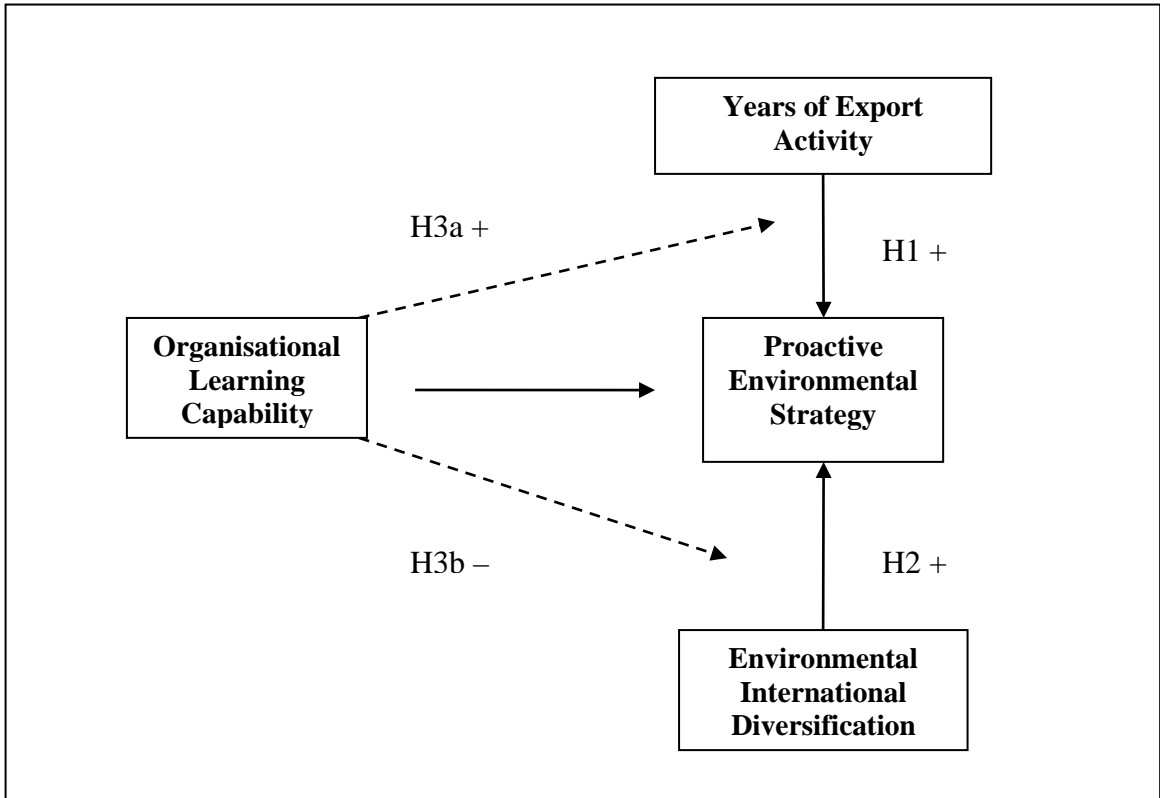 Years of Export
Activity
H3a +
H1 +
Organisational
Learning
Capability
Proactive
Environmental
Strategy
H3b –
H2 +
Environmental
International
Diversification